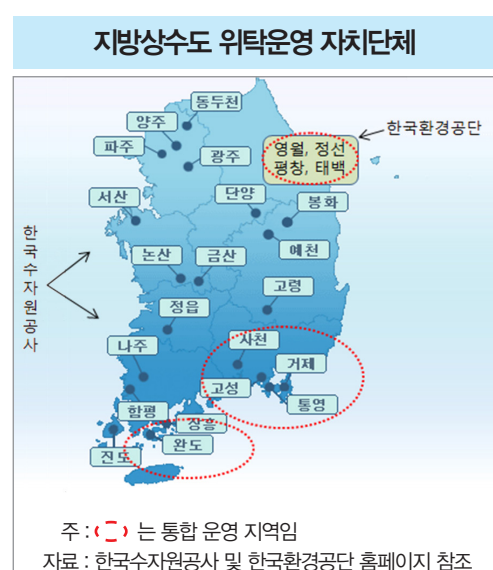 지방상수도 위탁운영 자치단체
동두천
양주
파주
광주
한국환경공단
영월, 정선
평창, 태백
서산
단양
봉화
예천
한국수자원공사
논산
금산
고령
정읍
나주
사천
거제
고성
통영
함평
장흥
완도
진도
주 : 는 통합 운영 지역임
자료 : 한국수자원공사 및 한국환경공단 홈페이지 참조